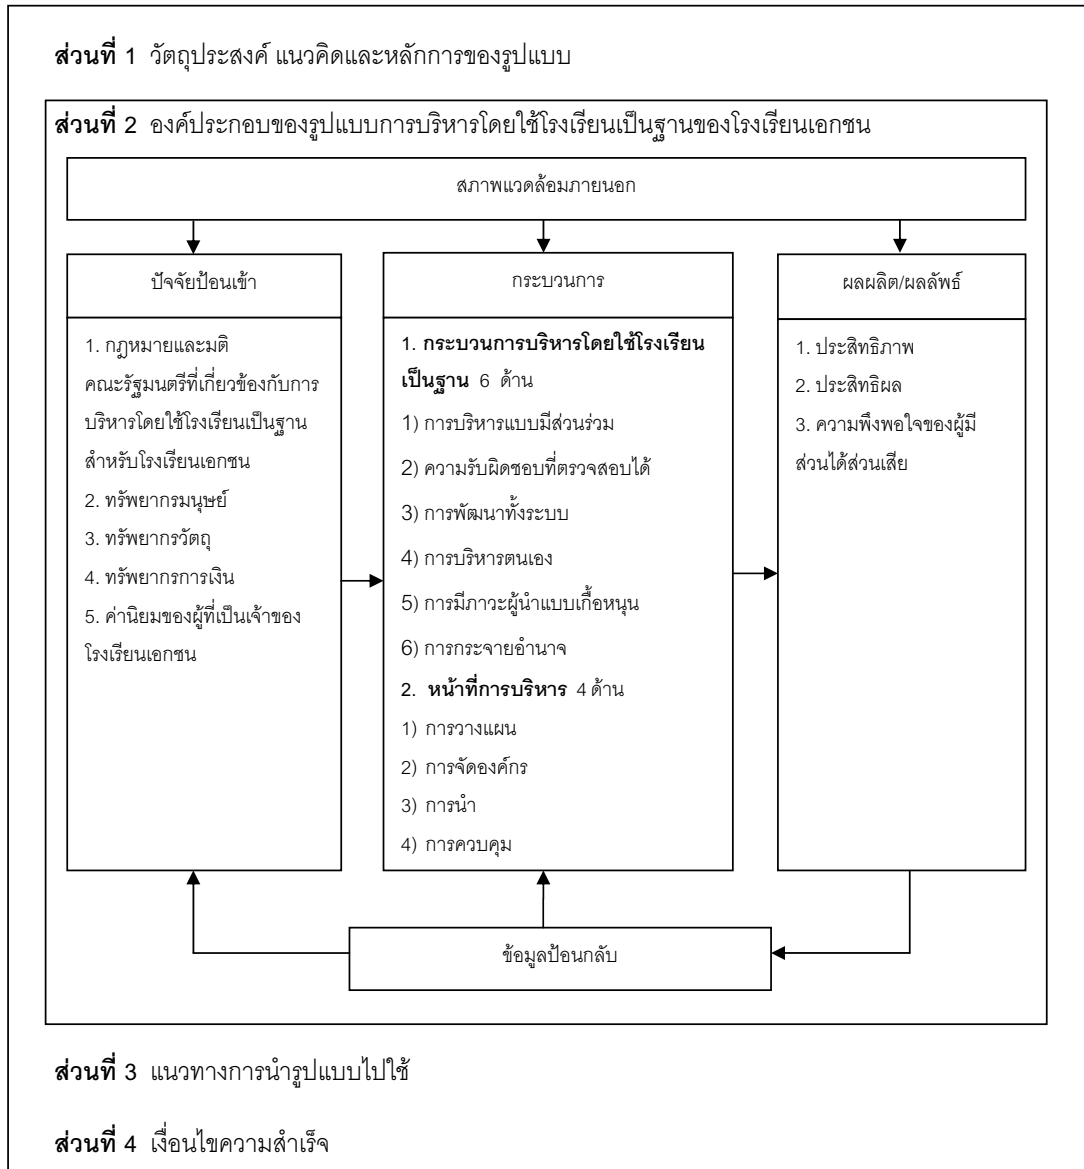 ส่วนที่ 1 วัตถุประสงค์ แนวคิดและหลักการของรูปแบบ
ส่วนที่ 2 องค์ประกอบของรูปแบบการบริหารโดยใช้โรงเรียนเป็นฐานของโรงเรียนเอกชน
สภาพแวดล้อมภายนอก
ปัจจัยป้อนเข้า
1. กฎหมายและมติ
คณะรัฐมนตรีที่เกี่ยวข้องกับการ
บริหารโดยใช้โรงเรียนเป็นฐาน
สำหรับโรงเรียนเอกชน
2. ทรัพยากรมนุษย์
3. ทรัพยากรวัตถุ
4. ทรัพยากรการเงิน
5. ค่านิยมของผู้ที่เป็นเจ้าของ
โรงเรียนเอกชน
กระบวนการ
1. กระบวนการบริหารโดยใช้โรงเรียน
เป็นฐาน 6 ด้าน
1) การบริหารแบบมีส่วนร่วม
2) ความรับผิดชอบที่ตรวจสอบได้
3) การพัฒนาทั้งระบบ
4) การบริหารตนเอง
5) การมีภาวะผู้นำแบบเกื้อหนุน
6) การกระจายอำนาจ
2. หน้าที่การบริหาร 4 ด้าน
1) การวางแผน
2) การจัดองค์กร
3) การนำ
4) การควบคุม
ผลผลิต/ผลลัพธ์
1. ประสิทธิภาพ
2. ประสิทธิผล
3. ความพึงพอใจของผู้มี
ส่วนได้ส่วนเสีย
ข้อมูลป้อนกลับ
ส่วนที่ 3 แนวทางการนำรูปแบบไปใช้
ส่วนที่ 4 เงื่อนไขความสำเร็จ